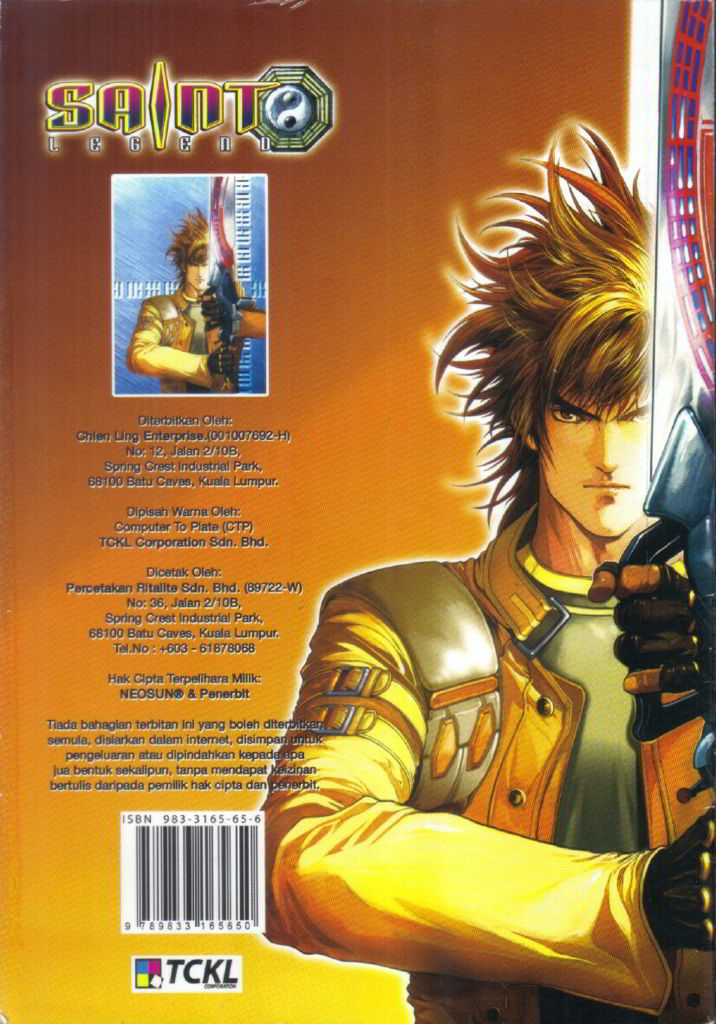 SAINT
LEGEND
Diterbitkan Oleh:
Chien Ling Enterprise.(001007692-H)
No: 12, Jalan 2/10B,
Spring Crest Industrial Park,
68100 Batu Caves, Kuala Lumpur.
Dipisah Warna Oleh:
Computer To Plate (CTP)
TCKL Corporation Sdn. Bhd.
Dicetak Oleh:
Percetakan Ritalite Sdn. Bhd. (89722-W)
No: 36, Jalan 2/10B,
Spring Crest Industrial Park,
68100 Batu Caves, Kuala Lumpur.
Tel.No : +603 - 61878068
Hak Cipta Terpelihara Milik:
NEOSUN® & Penerbit
Tiada bahagian terbitan ini yang boleh diterbitkan
semula, disiarkan dalam internet, disimpan untuk
pengeluaran atau dipindahkan kepada apa
jua bentuk sekalipun, tanpa mendapat keizinan
bertulis daripada pemilik hak cipta dan penerbit.
ISBN 983-3165-65-6
9 789833 165650
TCKL
CORPORATION